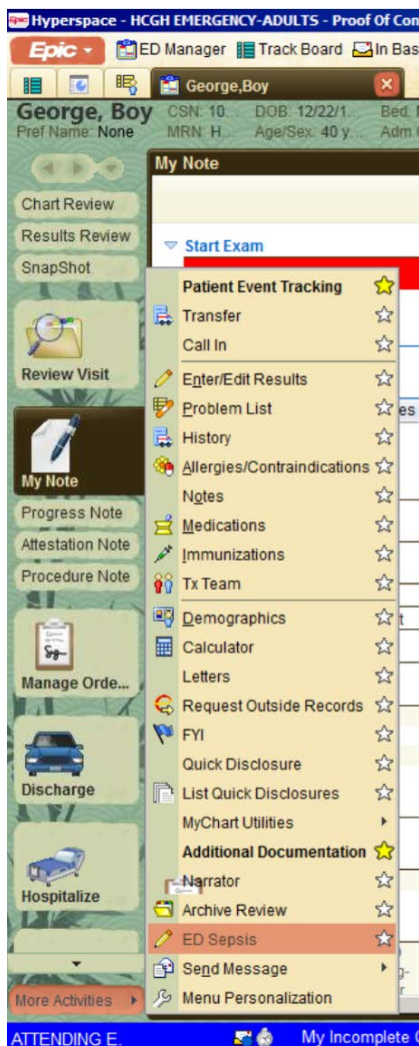 Hyperspace - HCGH EMERGENCY-ADULTS - Proof Of Con
Epic
ED Manager
Track Board
In Bas
George,Boy
George, Boy
CSN: 10...
DOB: 12/22/1...
Bed:
Pref Name: None
MRN: H...
Age/Sex: 40 y...
Adm
My Note
Chart Review
Results Review
SnapShot
Start Exam
Review Visit
My Note
Progress Note
Attestation Note
Procedure Note
Manage Orde...
Discharge
Hospitalize
More Activities
Patient Event Tracking
Transfer
Call In
Enter/Edit Results
Problem List
es
History
Allergies/Contraindications
Notes
Medications
Immunizations
Tx Team
Demographics
t
Calculator
Letters
Request Outside Records
FYI
Quick Disclosure
List Quick Disclosures
MyChart Utilities
Additional Documentation
Narrator
Archive Review
ED Sepsis
Send Message
Menu Personalization
ATTENDING E.
My Incomplete